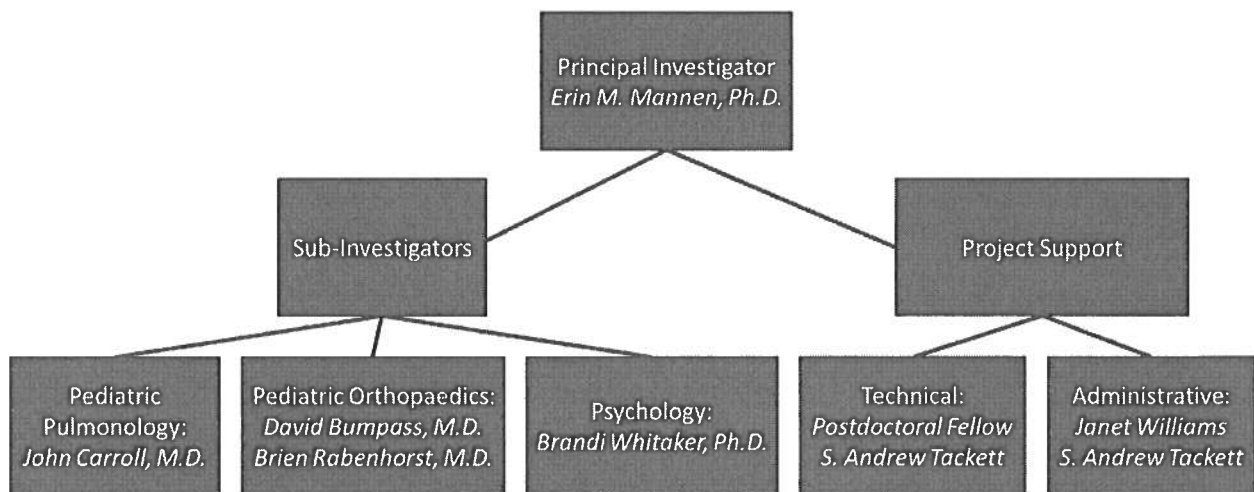 Principal Investigator
Erin M. Mannen, Ph.D.
Sub-Investigators
Project Support
Pediatric
Pulmonology:
John Carroll, M.D.
Pediatric Orthopaedics:
David Bumpass, M.D.
Brien Rabenhorst, M.D.
Psychology:
Brandi Whitaker, Ph.D.
Technical:
Postdoctoral Fellow
S. Andrew Tackett
Administrative:
Janet Williams
S. Andrew Tackett